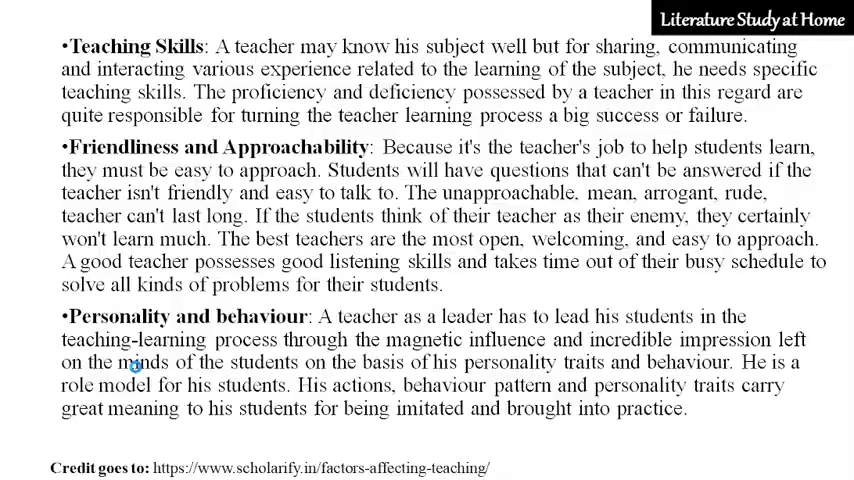 Literature Study at Home
•Teaching Skills: A teacher may know his subject well but for sharing, communicating
and interacting various experience related to the learning of the subject, he needs specific
teaching skills. The proficiency and deficiency possessed by a teacher in this regard are
quite responsible for turning the teacher learning process a big success or failure.
•Friendliness and Approachability: Because it's the teacher's job to help students learn,
they must be easy to approach. Students will have questions that can't be answered if the
teacher isn't friendly and easy to talk to. The unapproachable, mean, arrogant, rude,
teacher can't last long. If the students think of their teacher as their enemy, they certainly
won't learn much. The best teachers are the most open, welcoming, and easy to approach.
A good teacher possesses good listening skills and takes time out of their busy schedule to
solve all kinds of problems for their students.
•Personality and behaviour: A teacher as a leader has to lead his students in the
teaching-learning process through the magnetic influence and incredible impression left
on the minds of the students on the basis of his personality traits and behaviour. He is a
role model for his students. His actions, behaviour pattern and personality traits carry
great meaning to his students for being imitated and brought into practice.
Credit goes to: https://www.scholarify.in/factors-affecting-teaching/